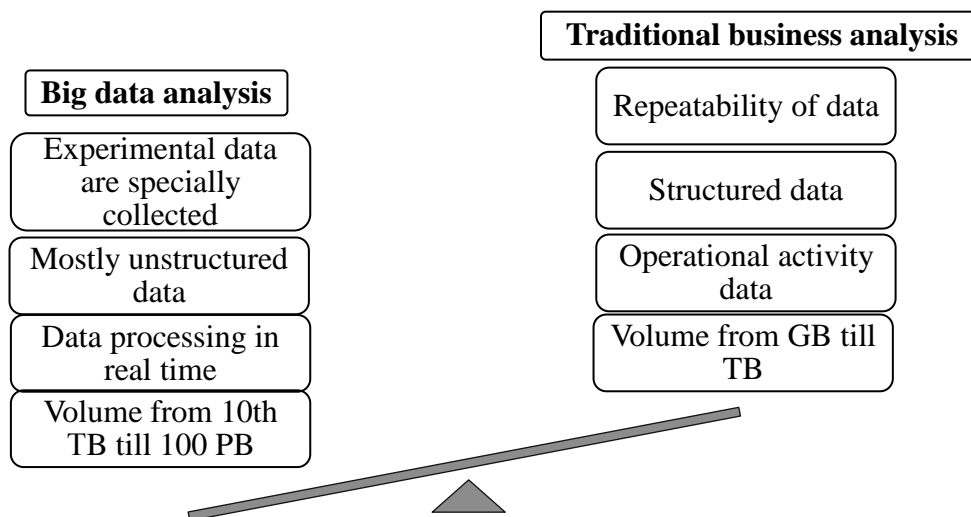 Big data analysis
Experimental data
are specially
collected
Mostly unstructured
data
Data processing in
real time
Volume from 10th
TB till 100 PB
Traditional business analysis
Repeatability of data
Structured data
Operational activity
data
Volume from GB till
TB